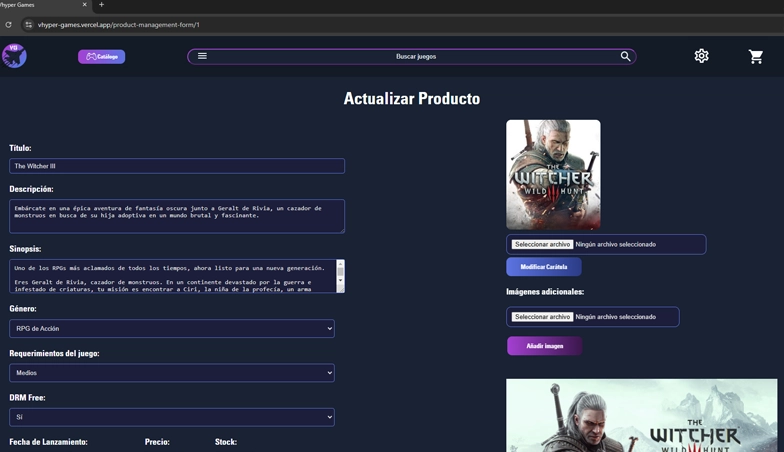 Vhyper Games
vhyper-games.vercel.app/product-management-form/1
VG
Catálogo
Buscar juegos
Actualizar Producto
Título:
The Witcher III
Descripción:
Embárcate en una épica aventura de fantasía oscura junto a Geralt de Rivia, un cazador de
monstruos en busca de su hija adoptiva en un mundo brutal y fascinante.
Sinopsis:
Uno de los RPGs más aclamados de todos los tiempos, ahora listo para una nueva generación.
Eres Geralt de Rivia, cazador de monstruos. En un continente devastado por la guerra e
infestado de criaturas, tu misión es encontrar a Ciri, la niña de la profecía, un arma
Género:
RPG de Acción
Requerimientos del juego:
Medios
DRM Free:
Sí
Fecha de Lanzamiento:
Precio:
Stock:
THE
WITCHER
WILD HUNT
Seleccionar archivo Ningún archivo seleccionado
Modificar Carátula
Imágenes adicionales:
Seleccionar archivo Ningún archivo seleccionado
Añadir imagen
THE
WITCHER